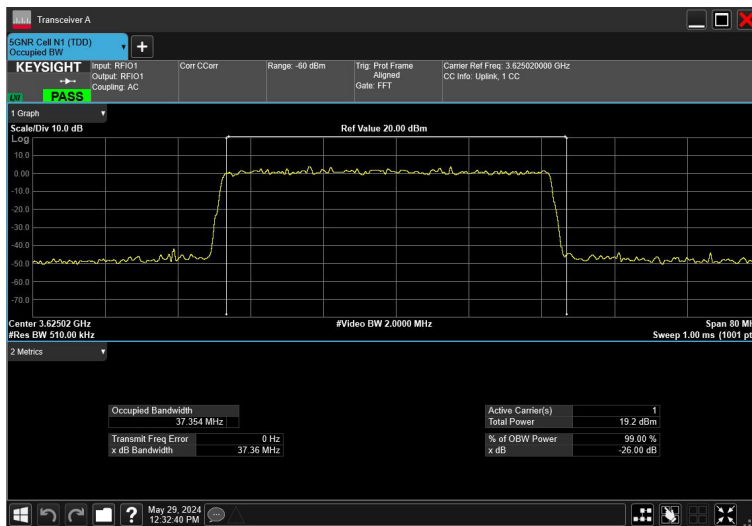 Transceiver A
5GNR Cell N1 (TDD)
Occupied BW
+
KEYSIGHT
LXI
PASS
Input: RFIO1
Output: RFIO1
Coupling: AC
Corr CCorr
Range: -60 dBm
Trig: Prot Frame
Aligned
Gate: FFT
Carrier Ref Freq: 3.625020000 GHz
CC Info: Uplink, 1 CC
1 Graph
Scale/Div 10.0 dB
Ref Value 20.00 dBm
Log
10.0
0.00
-10.0
-20.0
-30.0
-40.0
-50.0
-60.0
-70.0
Center 3.62502 GHz
#Video BW 2.0000 MHz
Span 80 MH
#Res BW 510.00 kHz
Sweep 1.00 ms (1001 pt
2 Metrics
Occupied Bandwidth
37.354 MHz
Transmit Freq Error 0 Hz
x dB Bandwidth 37.36 MHz
Active Carrier(s) 1
Total Power 19.2 dBm
% of OBW Power 99.00 %
x dB -26.00 dB
?
May 29, 2024
12:32:40 PM